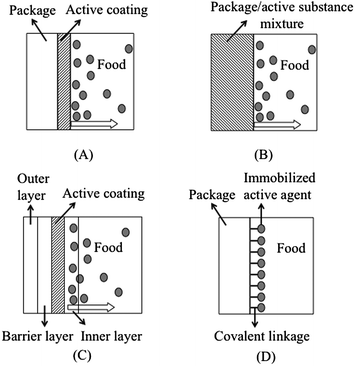 Package Active coating
Food
(A)
Package/active substance
mixture
Food
(B)
Outer
layer
Active coating
Food
Barrier layer Inner layer
(C)
Immobilized
active agent
Package
Food
Covalent linkage
(D)